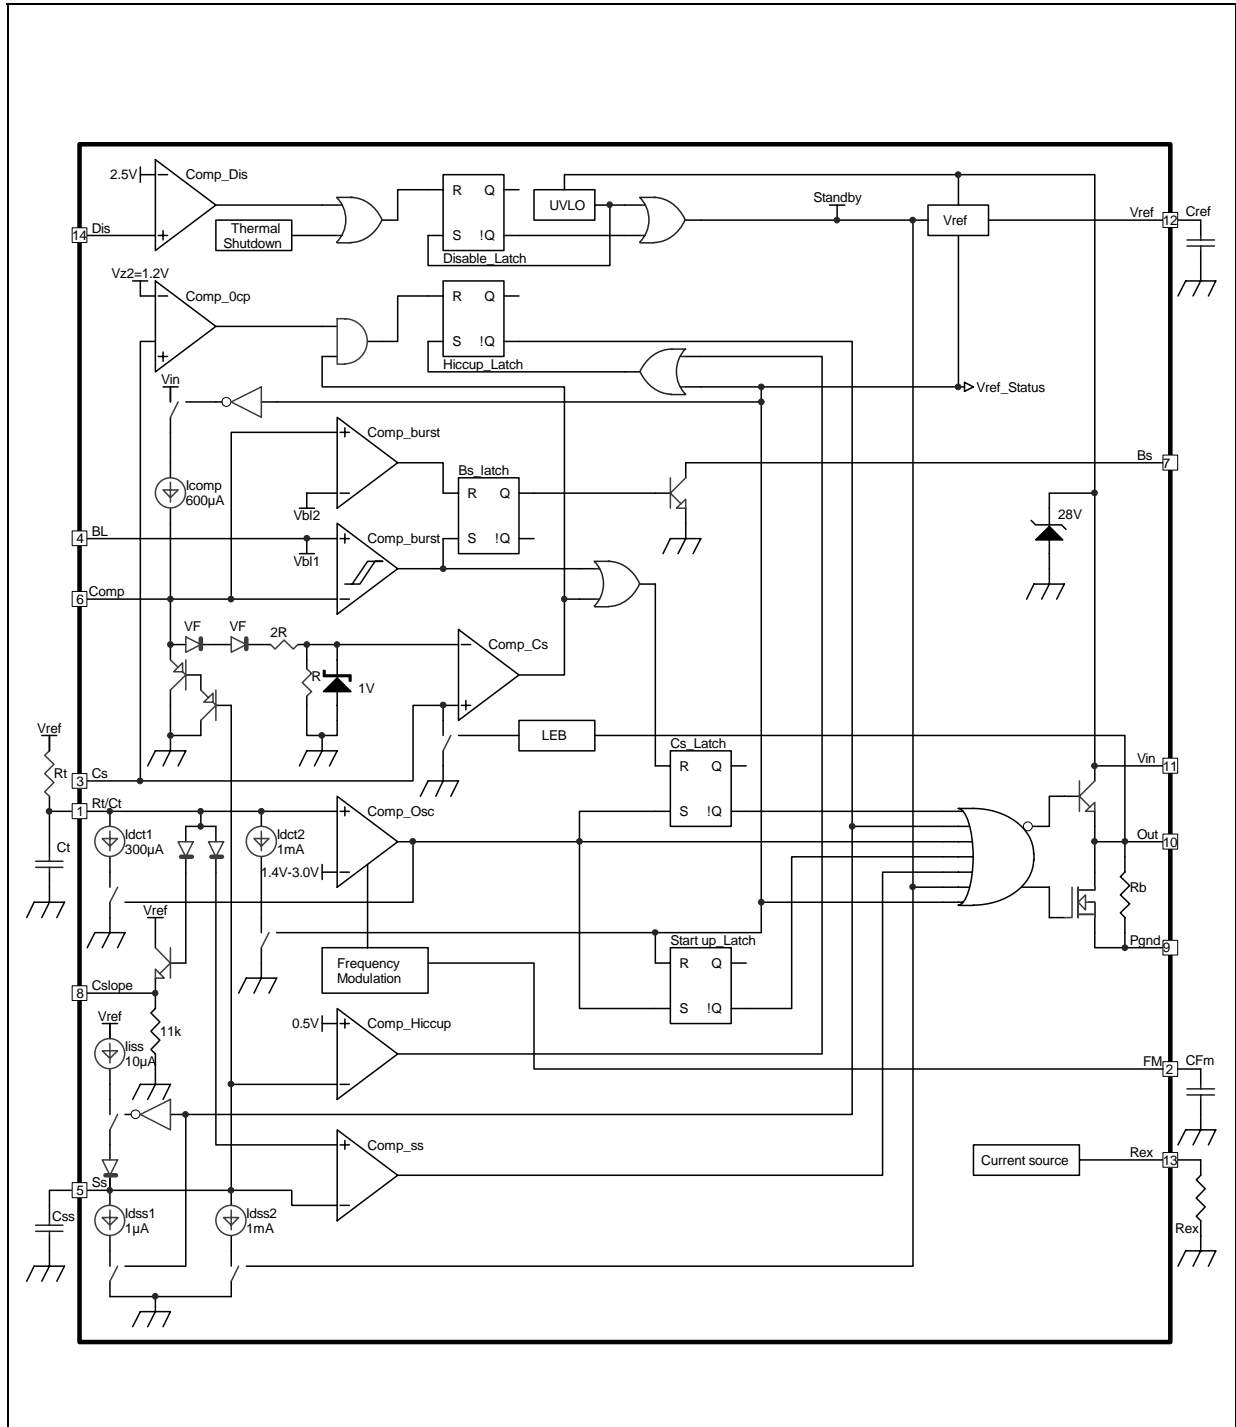 2.5V
Comp_Dis
14 Dis
Thermal
Shutdown
R Q
S !Q
Disable_Latch
UVLO
Standby
Vref
Vref
12
Cref
Vz2=1.2V
Comp_0cp
R Q
S !Q
Hiccup_Latch
Vref_Status
Vin
Comp_burst
Bs_latch
Bs
7
Icomp
600µA
Vbl2
R Q
S !Q
28V
4 BL
Vbl1
Comp_burst
6 Comp
VF
VF
2R
R
1V
Comp_Cs
LEB
Cs_Latch
R Q
S !Q
Vref
Rt
3 Cs
Vin
11
1 Rt/Ct
Comp_Osc
Idct1
300µA
Idct2
1mA
1.4V-3.0V
Ct
Out
10
Rb
Vref
Start up_Latch
R Q
S !Q
Pgnd
9
Frequency
Modulation
8 Cslope
11k
0.5V
Comp_Hiccup
Vref
Iiss
10µA
FM
2
CFm
Comp_ss
Current source
Rex
13
5 Ss
Css
Idss1
1µA
Idss2
1mA
Rex